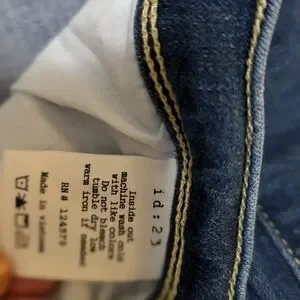 id:23
Inside out
machine wash cold
with like colors
Do not bleach
tumble dry low
warm iron if needed
RN# 124579
Made in vietnam